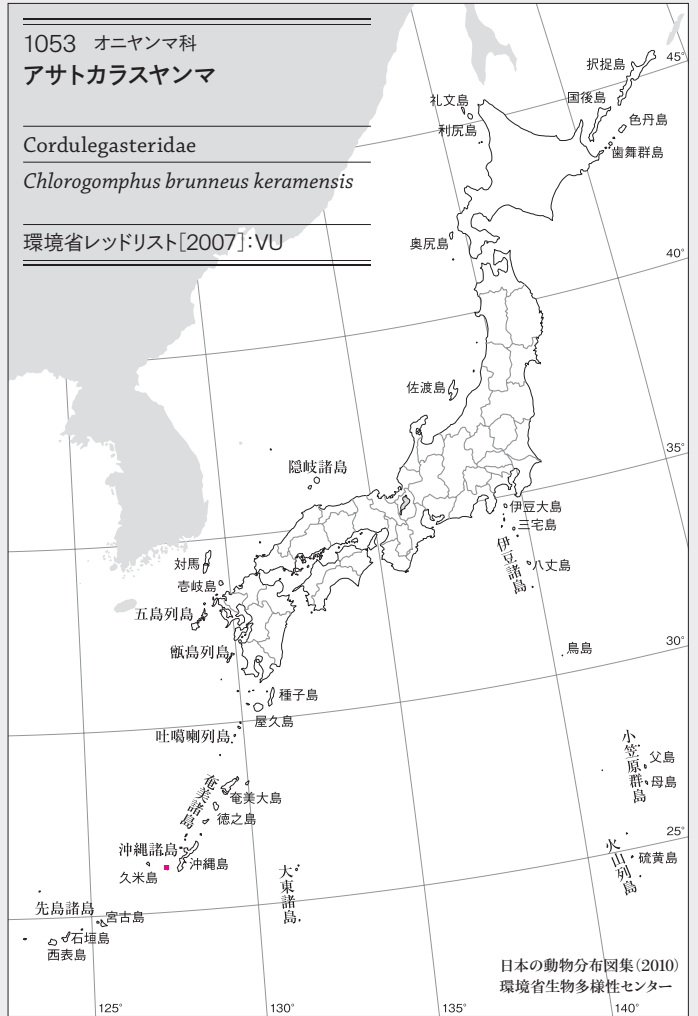 1053 オニヤンマ科
アサトカラスヤンマ
Cordulegasteridae
Chlorogomphus brunneus keramensis
環境省レッドリスト[2007]:VU
45°
択捉島
国後島
色丹島
歯舞群島
礼文島
利尻島
奥尻島
40°
佐渡島
35°
隠岐諸島
伊豆大島
三宅島
八丈島
伊豆諸島
対馬
壱岐島
五島列島
甑島列島
鳥島
30°
種子島
屋久島
吐噶喇列島
小笠原群島
父島
母島
奄美諸島
奄美大島
徳之島
25°
沖縄諸島
沖縄島
久米島
大東諸島
火山列島
硫黄島
先島諸島
宮古島
石垣島
西表島
日本の動物分布図集(2010)
環境省生物多様性センター
125°
130°
135°
140°